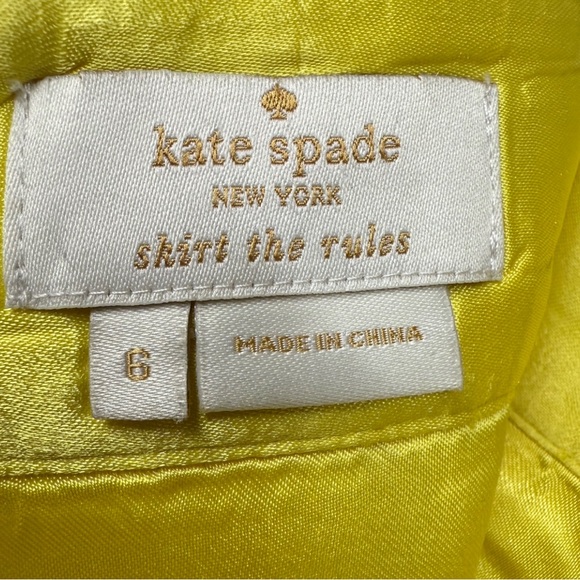 kate spade
NEW YORK
skirt the rules
6
MADE IN CHINA